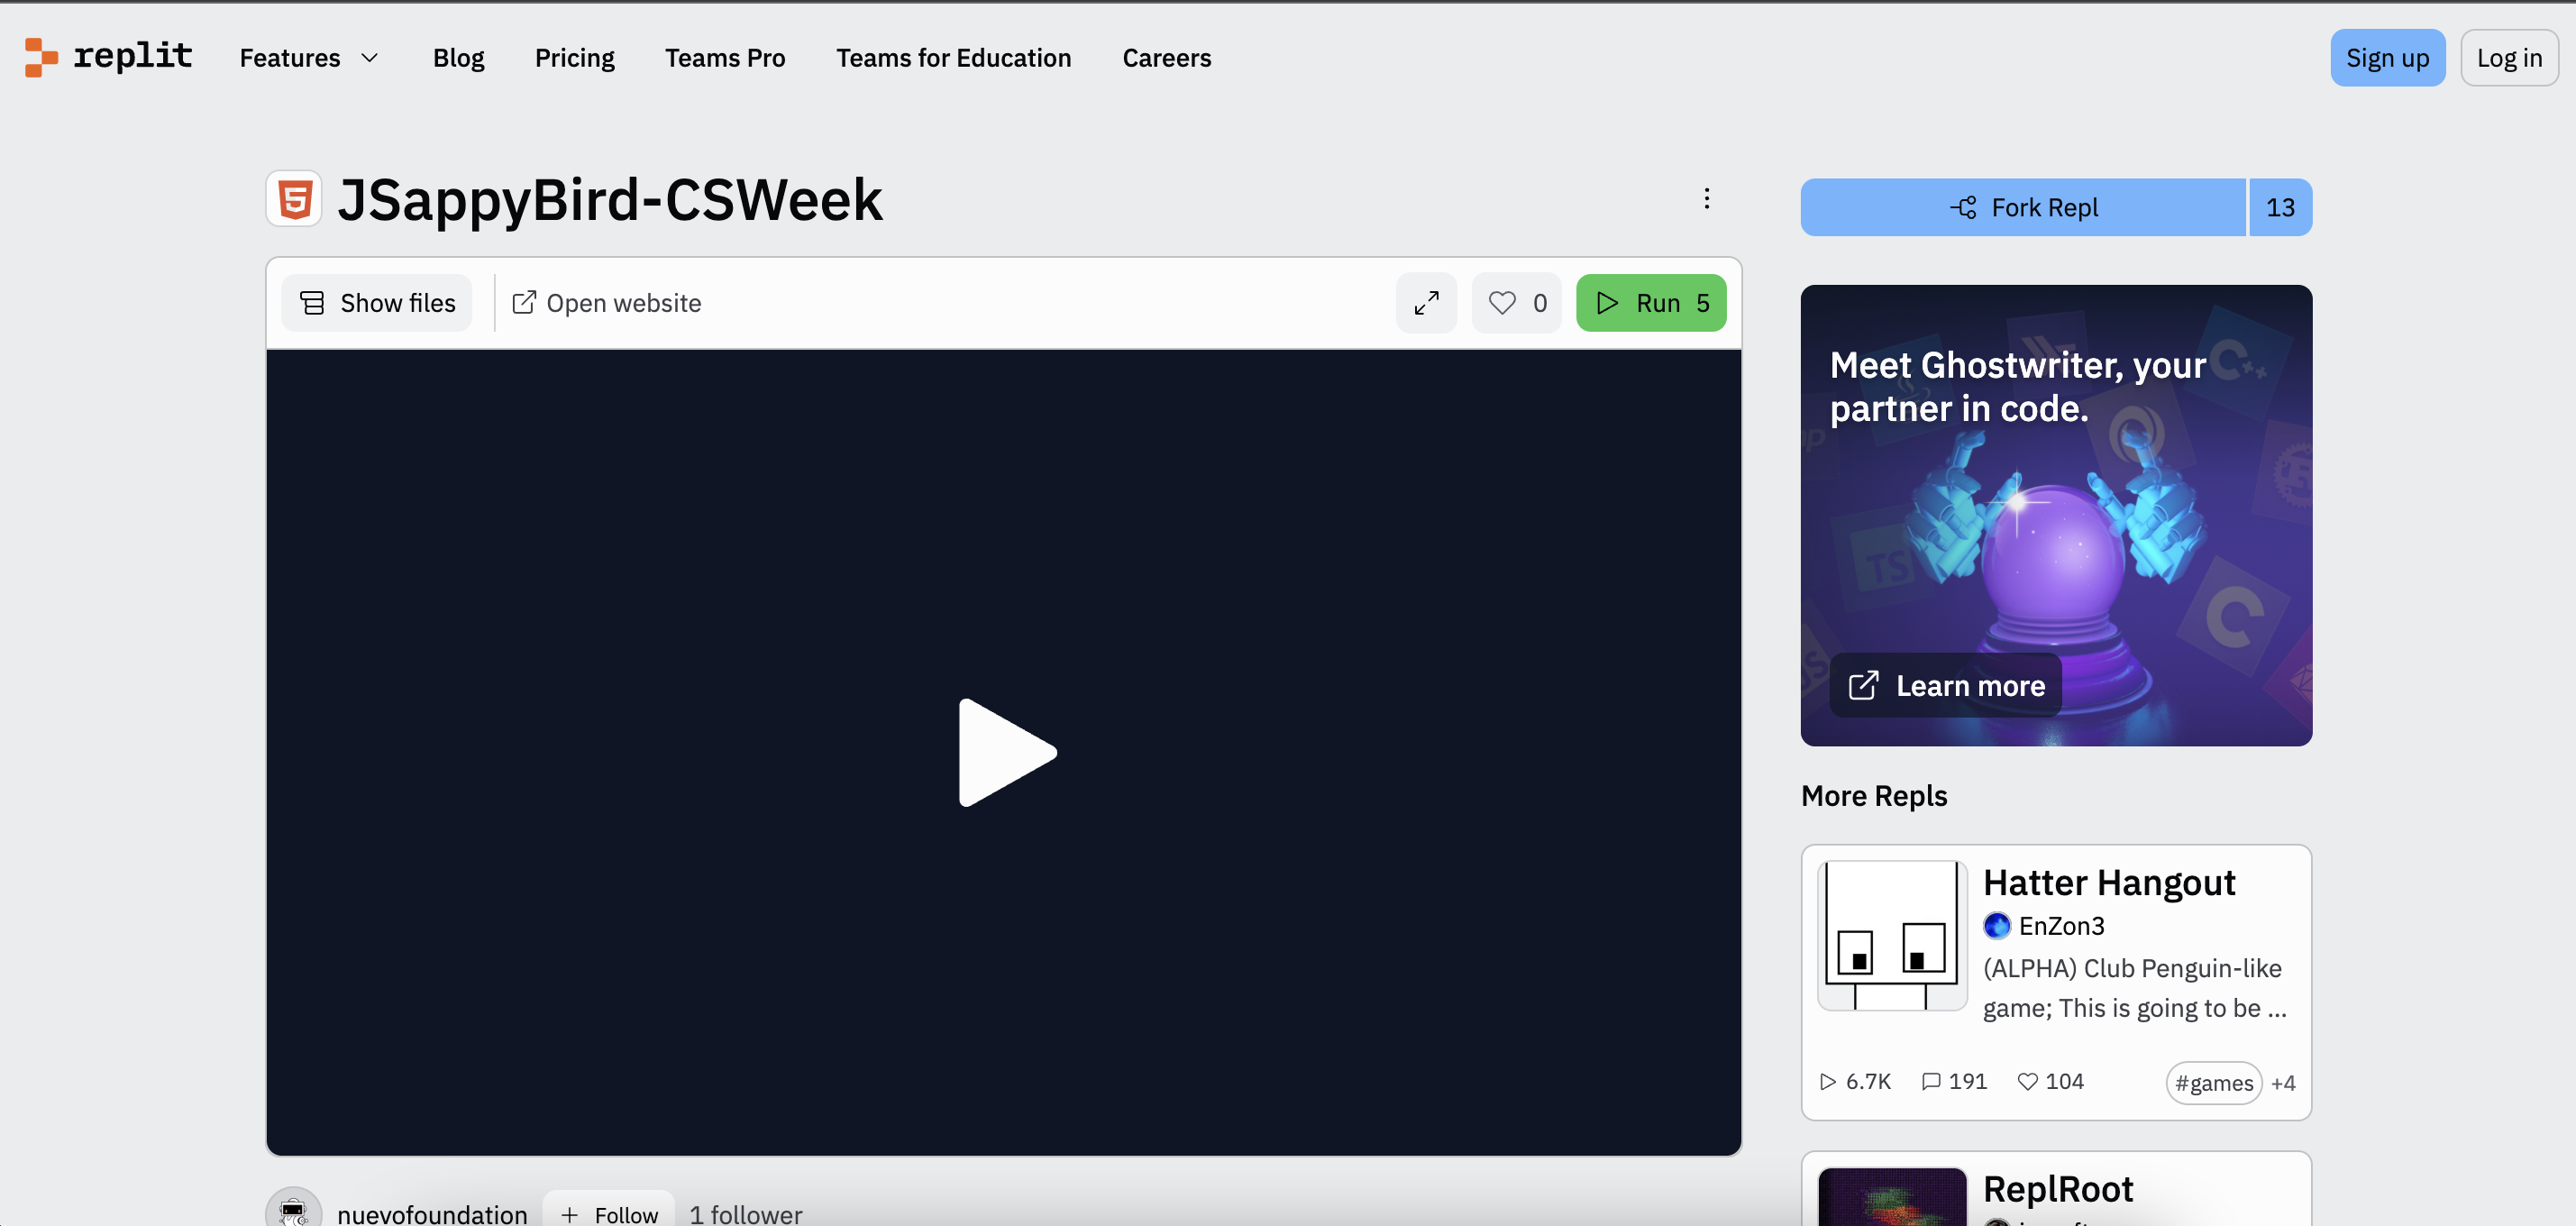 replit Features Blog Pricing Teams Pro Teams for Education Careers Sign up Log in
JSappyBird-CSWeek
Show files Open website 0 Run 5
nuevofoundation + Follow 1 follower
Fork Repl 13
Meet Ghostwriter, your
partner in code.
C++
TS
C
Learn more
More Repls
Hatter Hangout
EnZon3
(ALPHA) Club Penguin-like
game; This is going to be ...
6.7K 191 104 #games +4
ReplRoot